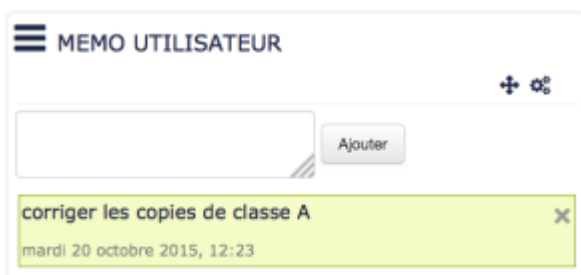 MEMO UTILISATEUR
Ajouter
corriger les copies de classe A
mardi 20 octobre 2015, 12:23